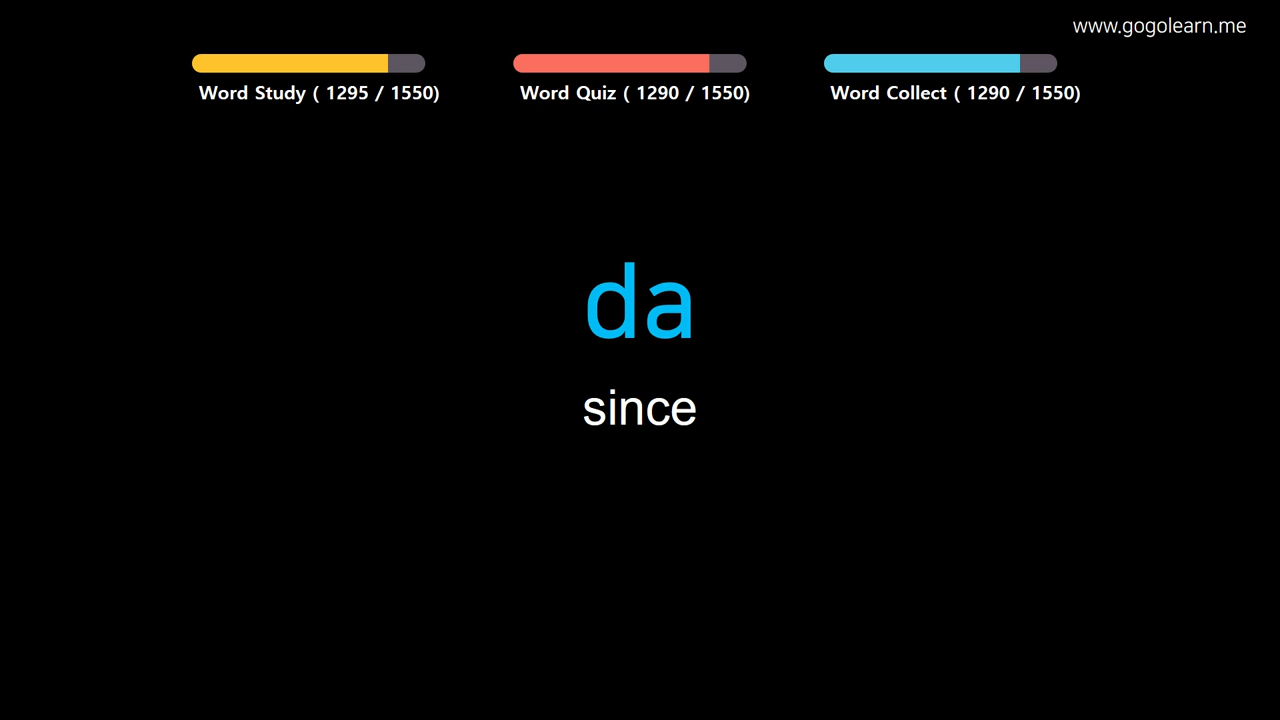 www.gogolearn.me
Word Study ( 1295 / 1550)
Word Quiz ( 1290 / 1550)
Word Collect ( 1290 / 1550)
da
since